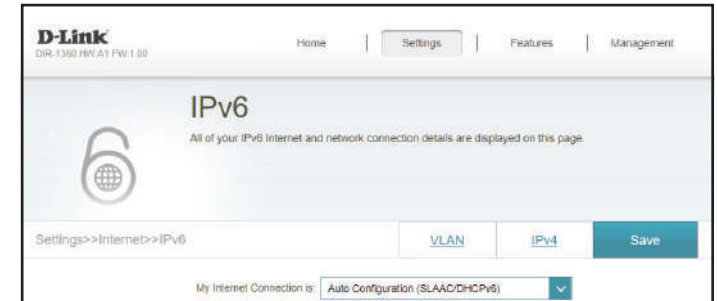 D-Link
DIR-1360 HW:A1 FW:1.00
Home | Settings | Features | Management
IPv6
All of your IPv6 Internet and network connection details are displayed on this page.
Settings>>Internet>>IPv6 VLAN IPv4 Save
My Internet Connection is: Auto Configuration (SLAAC/DHCPv6)